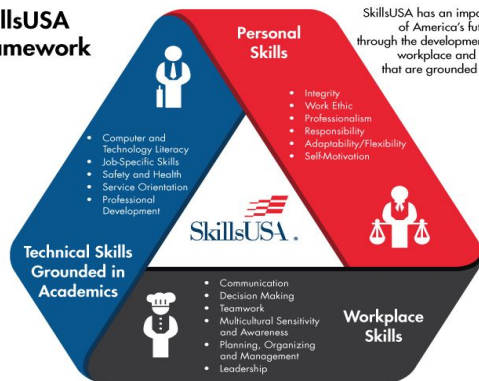 llsUSA
amework
SkillsUSA has an impo
of America's fut
through the development
workplace and
that are grounded
Personal
Skills
• Integrity
• Work Ethic
• Professionalism
• Responsibility
• Adaptability/Flexibility
• Self-Motivation
• Computer and
Technology Literacy
• Job-Specific Skills
• Safety and Health
• Service Orientation
• Professional
Development
Technical Skills
Grounded in
Academics
SkillsUSA®
• Communication
• Decision Making
• Teamwork
• Multicultural Sensitivity
and Awareness
• Planning, Organizing
and Management
• Leadership
Workplace
Skills